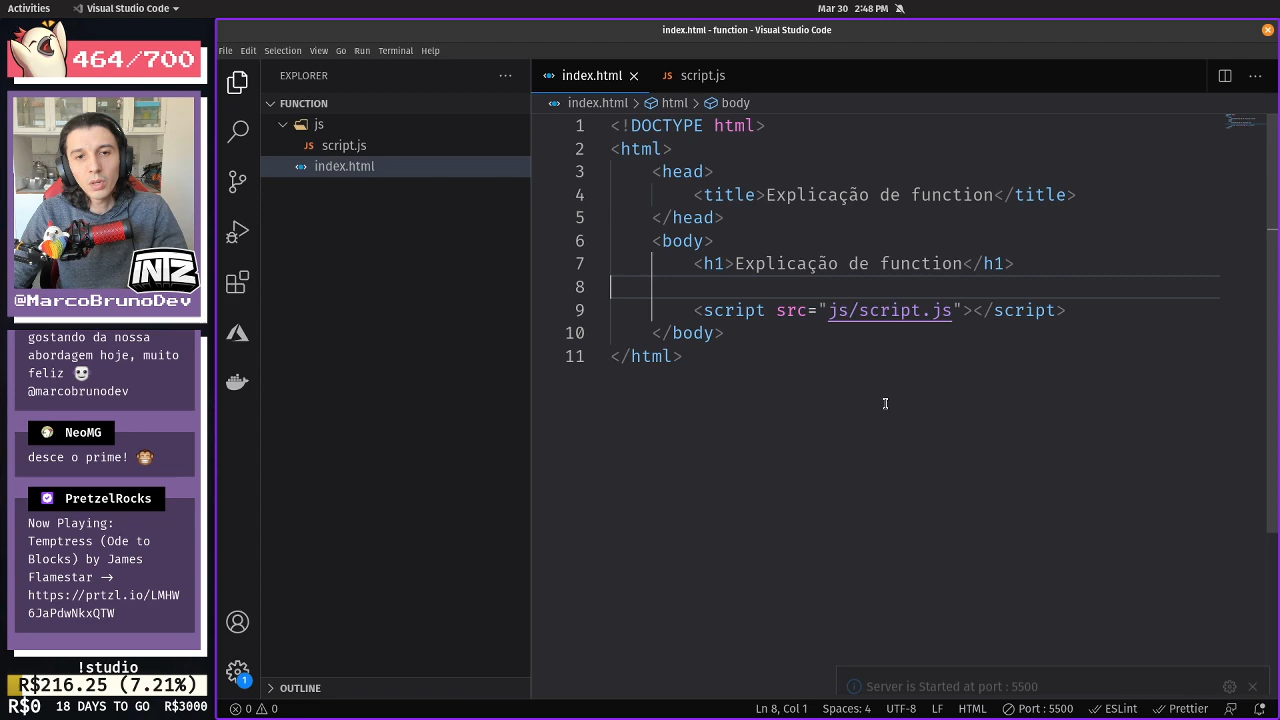 Activities
Visual Studio Code
Mar 30 2:48 PM
464/700
INTZ
@MarcoBrunoDev
gostando da nossa
abordagem hoje, muito
feliz
@marcobrunodev
NeoMG
desce o prime!
PretzelRocks
Now Playing:
Temptress (Ode to
Blocks) by James
Flamestar ->
https://prtzl.io/LMHW
6JaPdwNkxQTW
!studio
R$216.25 (7.21%)
R$0 18 DAYS TO GO R$3000
index.html - function - Visual Studio Code
File Edit Selection View Go Run Terminal Help
EXPLORER
FUNCTION
js
JS script.js
index.html
OUTLINE
1
index.html
JS script.js
index.html > html > body
1 <!DOCTYPE html>
2 <html>
3 <head>
4 <title>Explicação de function</title>
5 </head>
6 <body>
7 <h1>Explicação de function</h1>
8
9 <script src="js/script.js"></script>
10 </body>
11 </html>
Server is Started at port : 5500
0 0
Ln 8, Col 1 Spaces: 4 UTF-8 LF HTML Port : 5500 ESLint Prettier